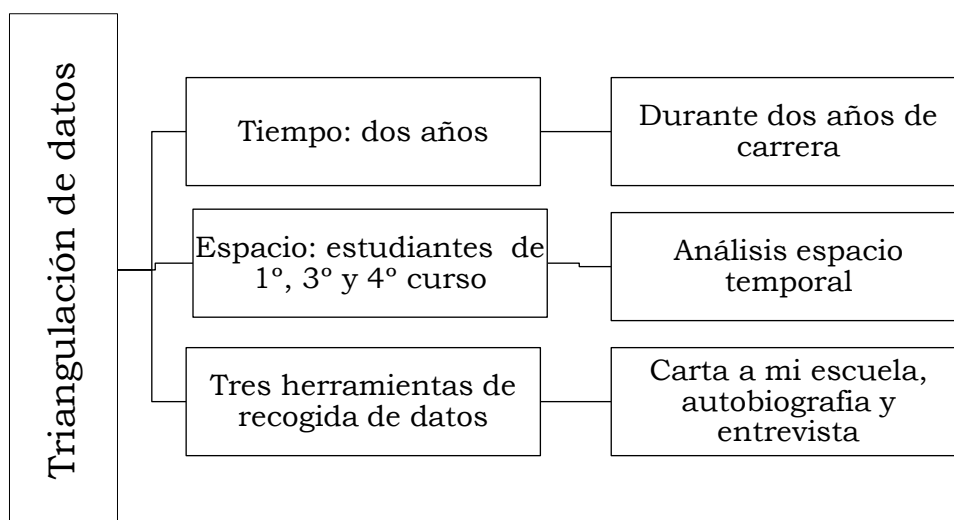 Triangulación de datos
Tiempo: dos años
Durante dos años de
carrera
Espacio: estudiantes de
1º, 3º y 4º curso
Análisis espacio
temporal
Tres herramientas de
recogida de datos
Carta a mi escuela,
autobiografia y
entrevista